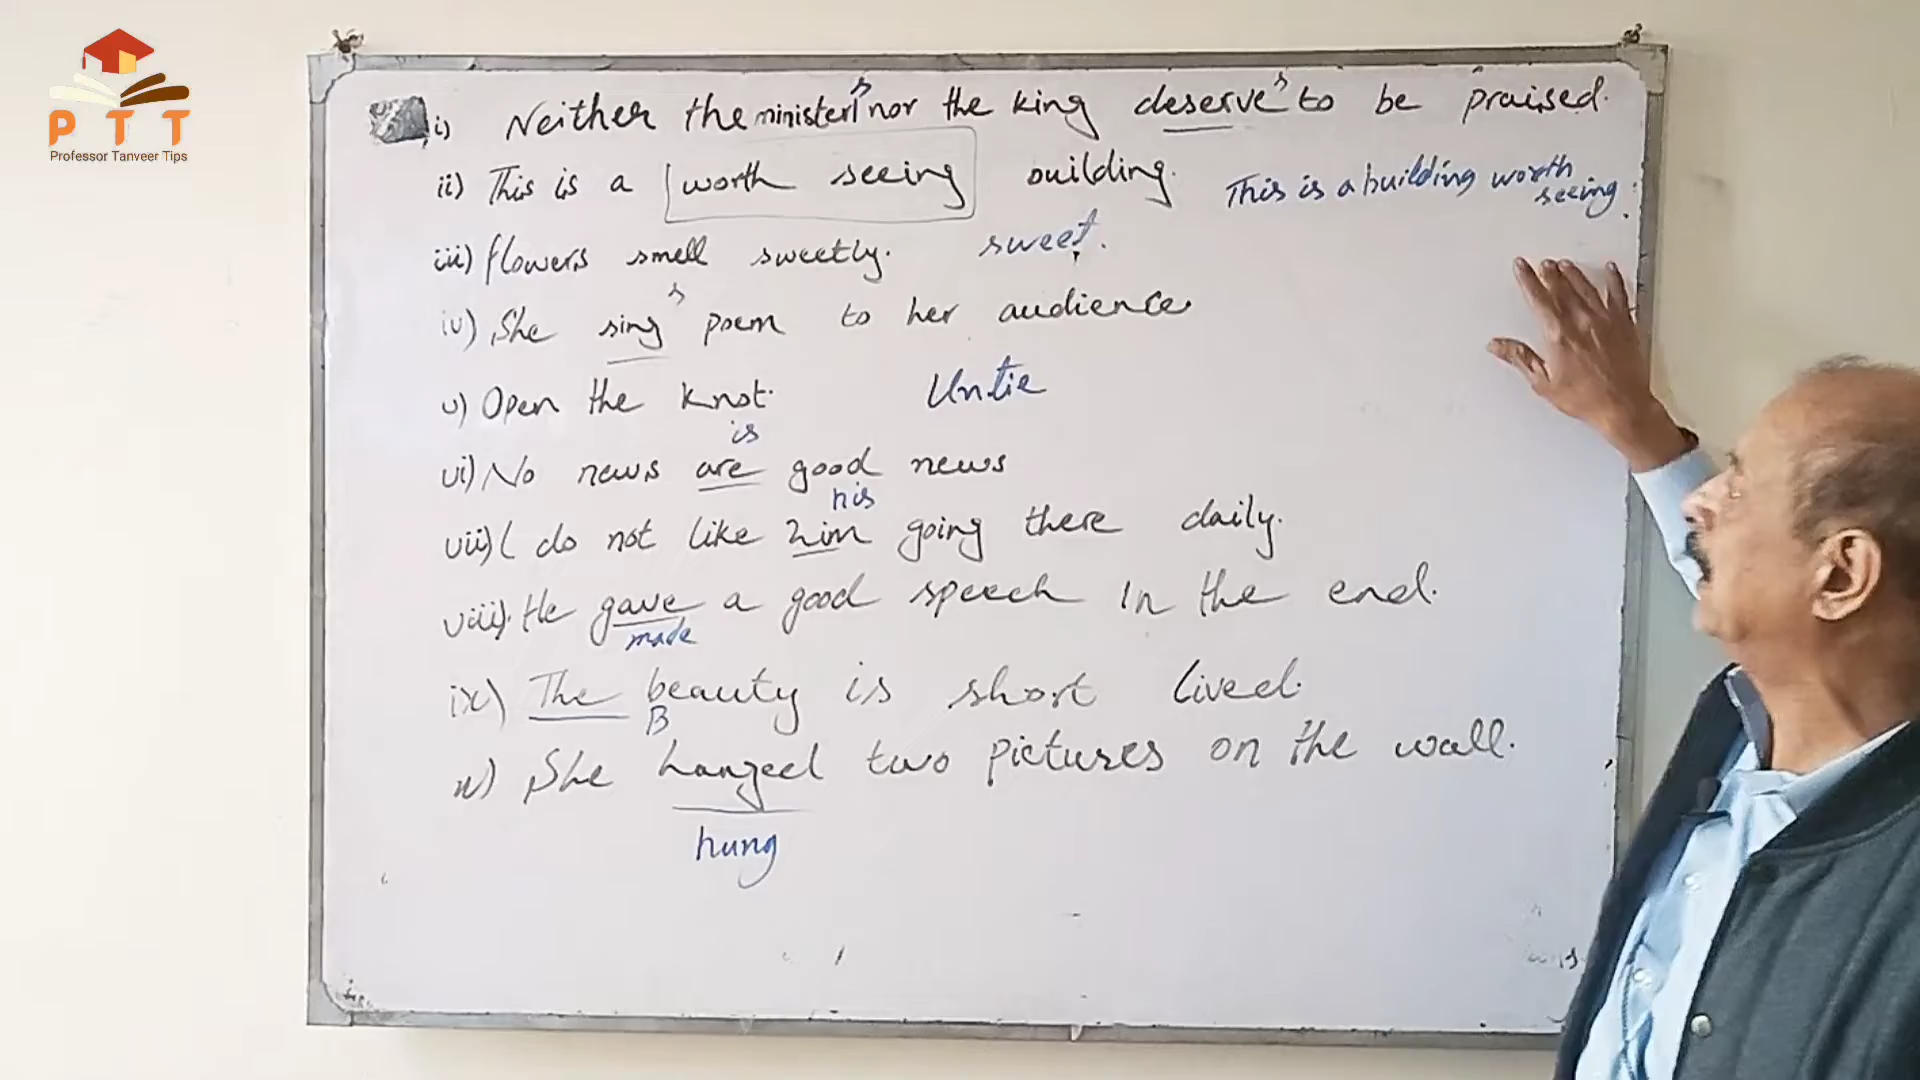 PTT
Professor Tanveer Tips
i) Neither the ministers nor the king deserves to be praised.
ii) This is a worth seeing building. This is a building worth seeing.
iii) flowers smell sweetly. sweet.
s
iv) She sing poem to her audience
v) Open the knot. Untie
is
vi) No news are good news
his
vii) I do not like him going there daily.
viii). He gave a good speech in the end.
made
ix) The beauty is short lived.
B
x) She hanged two pictures on the wall.
hung